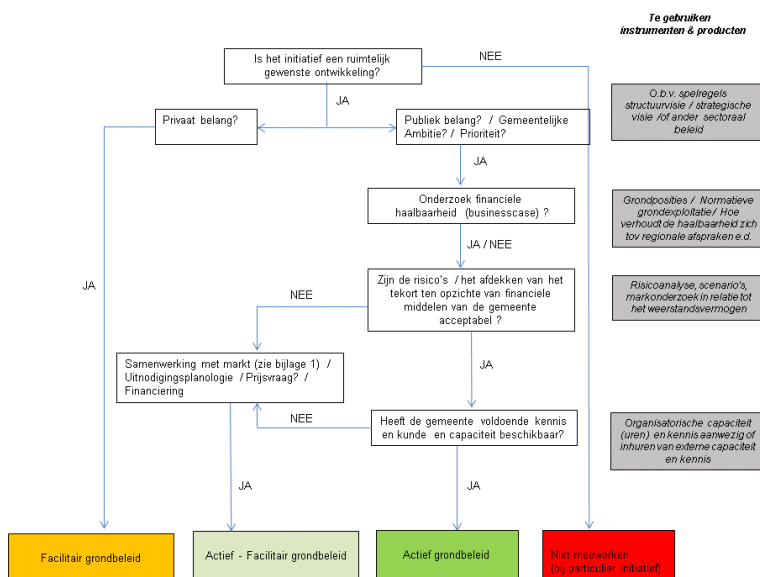 Te gebruiken
instrumenten & producten
Is het initiatief een ruimtelijk
gewenste ontwikkeling?
NEE
JA
O.b.v. spelregels
structuurvisie / strategische
visie /of ander sectoraal
beleid
Privaat belang?
Publiek belang? / Gemeentelijke
Ambitie? / Prioriteit?
JA
Onderzoek financiele
haalbaarheid (businesscase) ?
Grondposities / Normatieve
grondexploitatie / Hoe
verhoudt de haalbaarheid zich
tov regionale afspraken e.d.
JA / NEE
JA
Zijn de risico's / het afdekken van het
tekort ten opzichte van financiele
middelen van de gemeente
acceptabel ?
NEE
Risicoanalyse, scenario's,
markonderzoek in relatie tot
het weerstandsvermogen
Samenwerking met markt (zie bijlage 1) /
Uitnodigingsplanologie / Prijsvraag? /
Financiering
JA
NEE
Heeft de gemeente voldoende kennis
en kunde en capaciteit beschikbaar?
Organisatorische capaciteit
(uren) en kennis aanwezig of
inhuren van externe capaciteit
en kennis
JA
JA
Facilitair grondbeleid
Actief - Facilitair grondbeleid
Actief grondbeleid
Niet meewerken
(bij particulier initiatief)